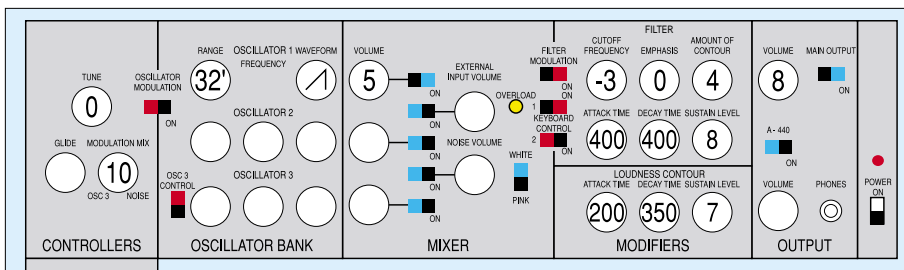 TUNE
0
GLIDE
MODULATION MIX
10
OSC 3
NOISE
CONTROLLERS
OSCILLATOR
MODULATION
ON
OSCILLATOR 1
RANGE
FREQUENCY
WAVEFORM
32'
OSCILLATOR 2
OSCILLATOR 3
OSC 3
CONTROL
OSCILLATOR BANK
VOLUME
5
ON
ON
ON
ON
ON
EXTERNAL
INPUT VOLUME
OVERLOAD
NOISE VOLUME
WHITE
PINK
MIXER
FILTER
FILTER
MODULATION
ON
ON
1
KEYBOARD
CONTROL
2
ON
CUTOFF
FREQUENCY
-3
EMPHASIS
0
AMOUNT OF
CONTOUR
4
ATTACK TIME
400
DECAY TIME
400
SUSTAIN LEVEL
8
LOUDNESS CONTOUR
ATTACK TIME
200
DECAY TIME
350
SUSTAIN LEVEL
7
MODIFIERS
VOLUME
8
MAIN OUTPUT
ON
A - 440
ON
VOLUME
PHONES
OUTPUT
POWER
ON